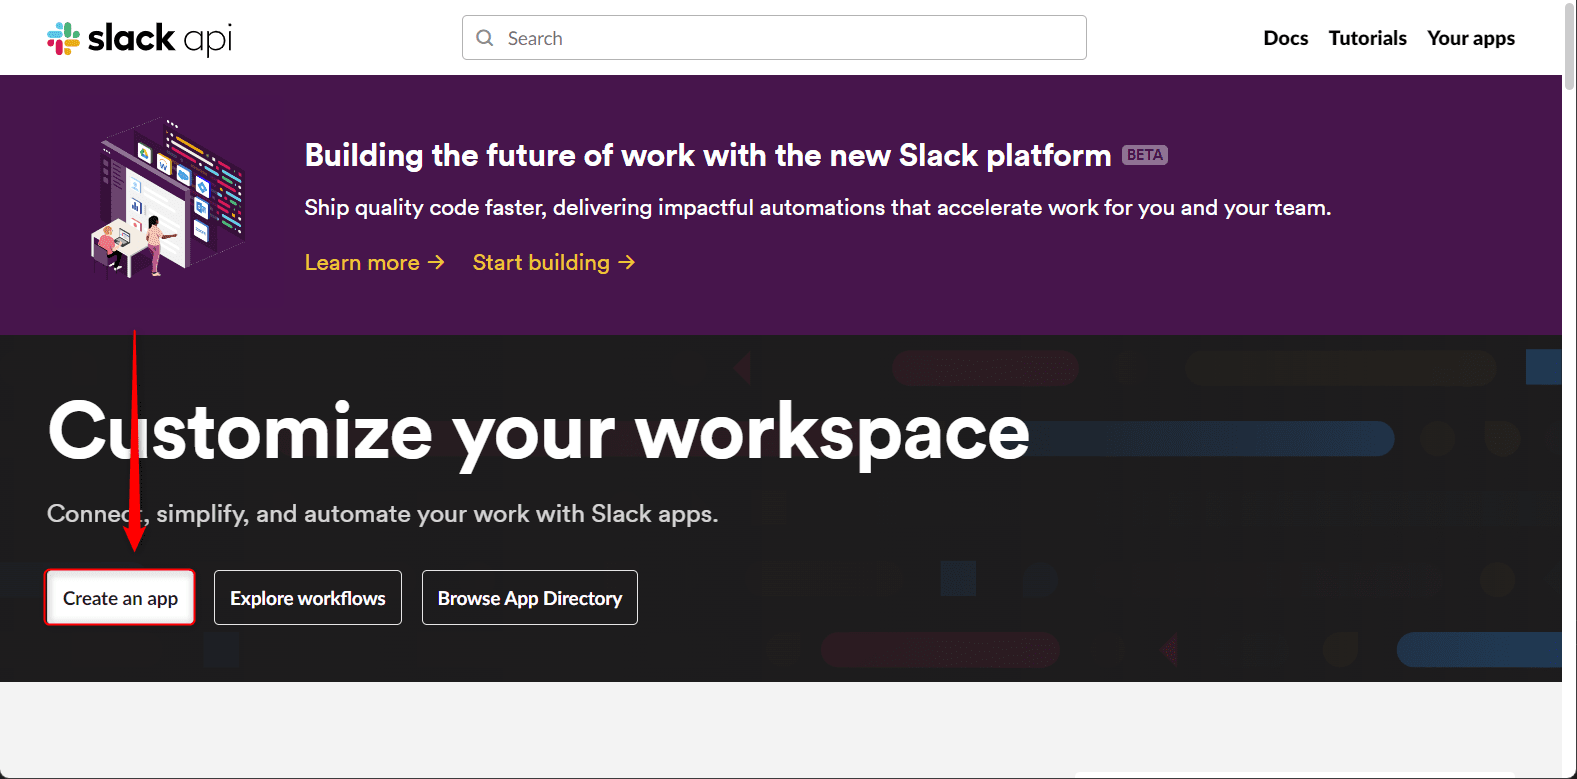 slack api
Search
Docs
Tutorials
Your apps
Building the future of work with the new Slack platform BETA
Ship quality code faster, delivering impactful automations that accelerate work for you and your team.
Learn more → Start building →
Customize your workspace
Connect, simplify, and automate your work with Slack apps.
Create an app
Explore workflows
Browse App Directory